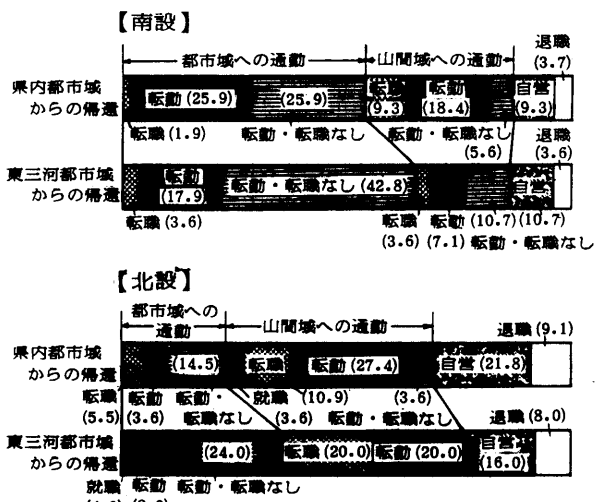 【南設】
退職
(3.7)
都市域への通動
山間域への通動
県内都市域
からの帰還
転動(25.9)
(25.9)
転職
(9.3)
転動
(18.4)
自営
(9.3)
転職(1.9)
転動・転職なし
転動・転職なし
(5.6)
退職
(3.6)
東三河都市域
からの帰還
転動
(17.9)
転動・転職なし(42.8)
自営
転職(3.6)
転職
(3.6)
転動
(7.1)
(10.7)
転動・転職なし
(10.7)
【北設】
都市域への
通動
山間域への通動
退職(9.1)
県内都市域
からの帰還
(14.5)
転職
転動(27.4)
自営(21.8)
転職
(5.5)
転動
(3.6)
転動・
転職なし
就職
(3.6)
(10.9)
(3.6)
転動・転職なし
退職(8.0)
東三河都市域
からの帰還
(24.0)
転職(20.0)
転動(20.0)
自営
(16.0)
就職
転動
転動・転職なし